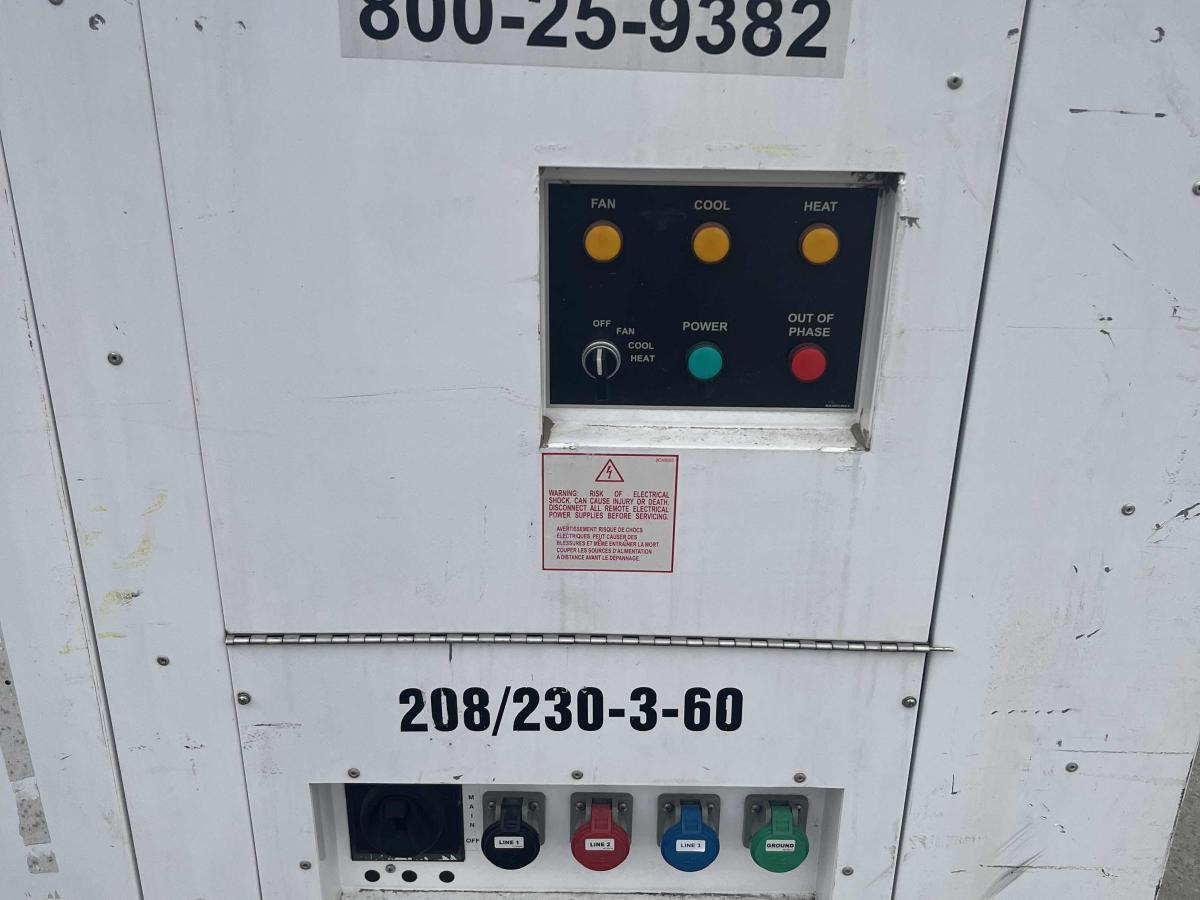 800-25-9382
FAN COOL HEAT
OFF
FAN
COOL
HEAT
POWER
OUT OF
PHASE
WARNING: RISK OF ELECTRICAL
SHOCK. CAN CAUSE INJURY OR DEATH.
DISCONNECT ALL REMOTE ELECTRICAL
POWER SUPPLIES BEFORE SERVICING.
AVERTISSEMENT: RISQUE DE CHOCS
ÉLECTRIQUES. PEUT CAUSER DES
BLESSURES ET MÊME ENTRAÎNER LA MORT
COUPER LES SOURCES D'ALIMENTATION
À DISTANCE AVANT LE DÉPANNAGE.
208/230-3-60
MAIN
OFF
LINE 1
LINE 2
LINE 3
GROUND